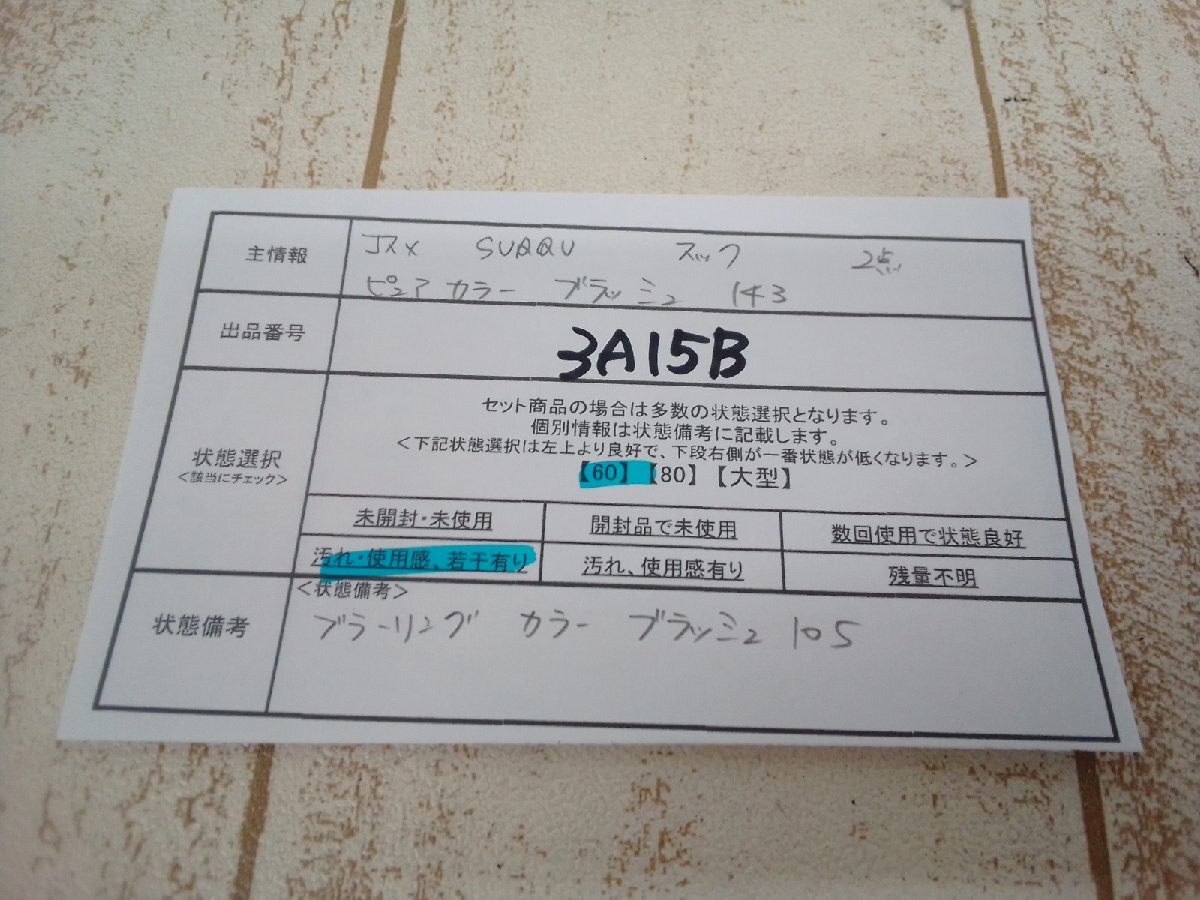 主情報
コスメ SUQQU スック 2点
ピュア カラー ブラッシュ 143
出品番号
3A15B
状態選択
<該当にチェック>
セット商品の場合は多数の状態選択となります。
個別情報は状態備考に記載します。
<下記状態選択は左上より良好で、下段右側が一番状態が低くなります。>
【60】【80】【大型】
未開封・未使用 開封品で未使用 数回使用で状態良好
汚れ・使用感、若干有り 汚れ、使用感有り 残量不明
状態備考
<状態備考>
ブラーリング カラー ブラッシュ 105